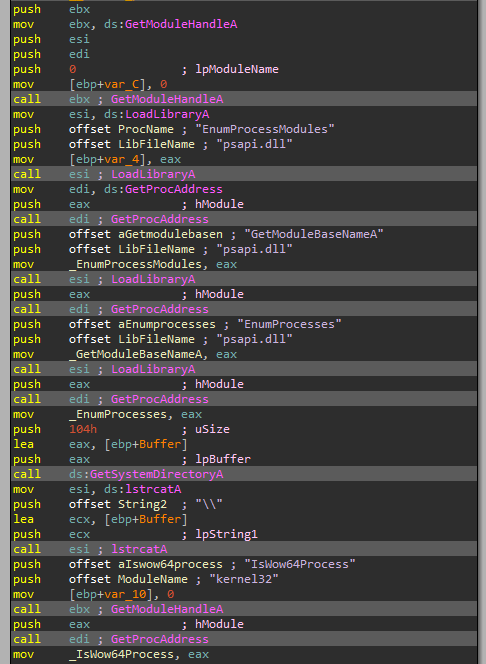 push ebx
mov ebx, ds:GetModuleHandleA
push esi
push edi
push 0 ; lpModuleName
mov [ebp+var_C], 0
call ebx ; GetModuleHandleA
mov esi, ds:LoadLibraryA
push offset ProcName ; "EnumProcessModules"
push offset LibFileName ; "psapi.dll"
mov [ebp+var_4], eax
call esi ; LoadLibraryA
mov edi, ds:GetProcAddress
push eax ; hModule
call edi ; GetProcAddress
push offset aGetmodulebasen ; "GetModuleBaseNameA"
push offset LibFileName ; "psapi.dll"
mov _EnumProcessModules, eax
call esi ; LoadLibraryA
push eax ; hModule
call edi ; GetProcAddress
push offset aEnumprocesses ; "EnumProcesses"
push offset LibFileName ; "psapi.dll"
mov _GetModuleBaseNameA, eax
call esi ; LoadLibraryA
push eax ; hModule
call edi ; GetProcAddress
mov _EnumProcesses, eax
push 104h ; uSize
lea eax, [ebp+Buffer]
push eax ; lpBuffer
call ds:GetSystemDirectoryA
mov esi, ds:lstrcatA
push offset String2 ; "\\"
lea ecx, [ebp+Buffer]
push ecx ; lpString1
call esi ; lstrcatA
push offset aIswow64process ; "IsWow64Process"
push offset ModuleName ; "kernel32"
mov [ebp+var_10], 0
call ebx ; GetModuleHandleA
push eax ; hModule
call edi ; GetProcAddress
mov _IsWow64Process, eax